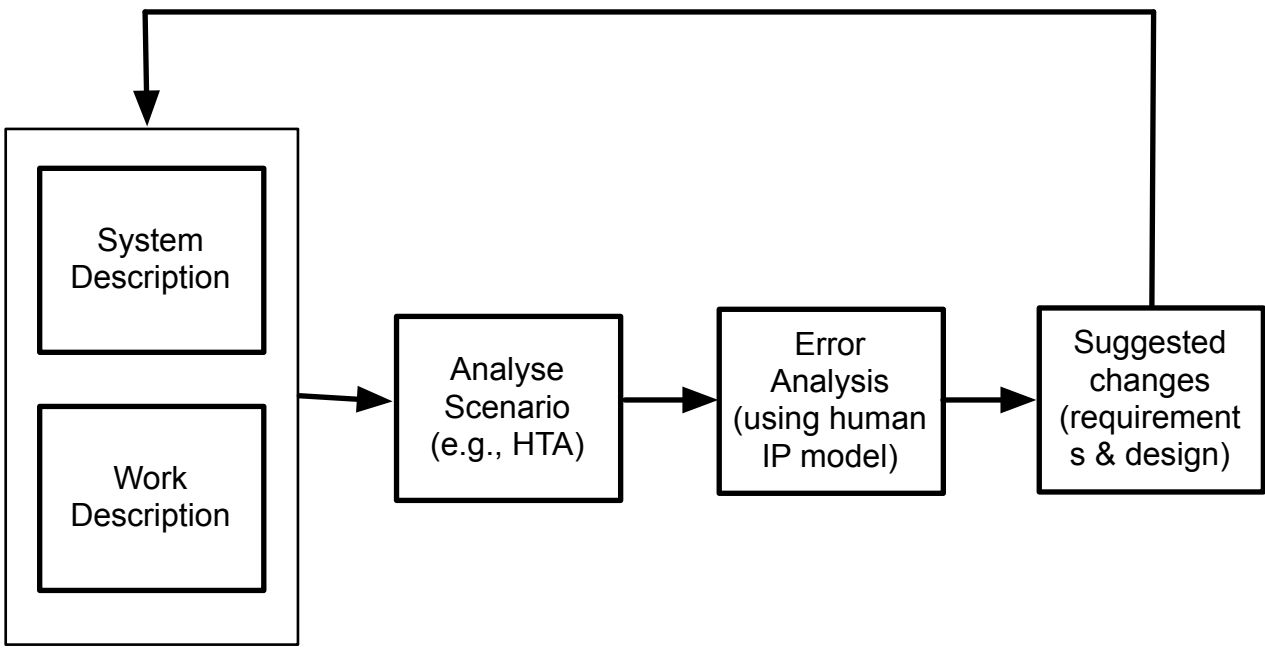 System
Description
Work
Description
Analyse
Scenario
(e.g., HTA)
Error
Analysis
(using human
IP model)
Suggested
changes
(requirement
s & design)